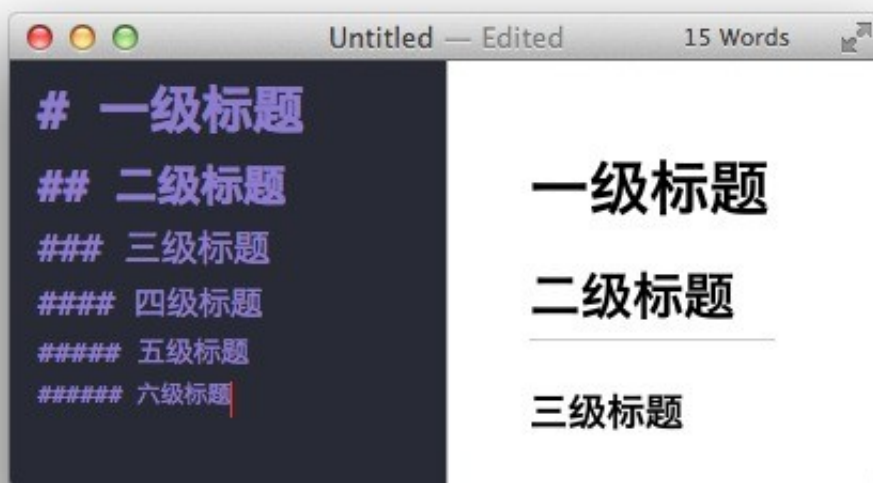 Untitled — Edited 15 Words
# 一级标题
## 二级标题
### 三级标题
#### 四级标题
##### 五级标题
###### 六级标题
一级标题
二级标题
三级标题